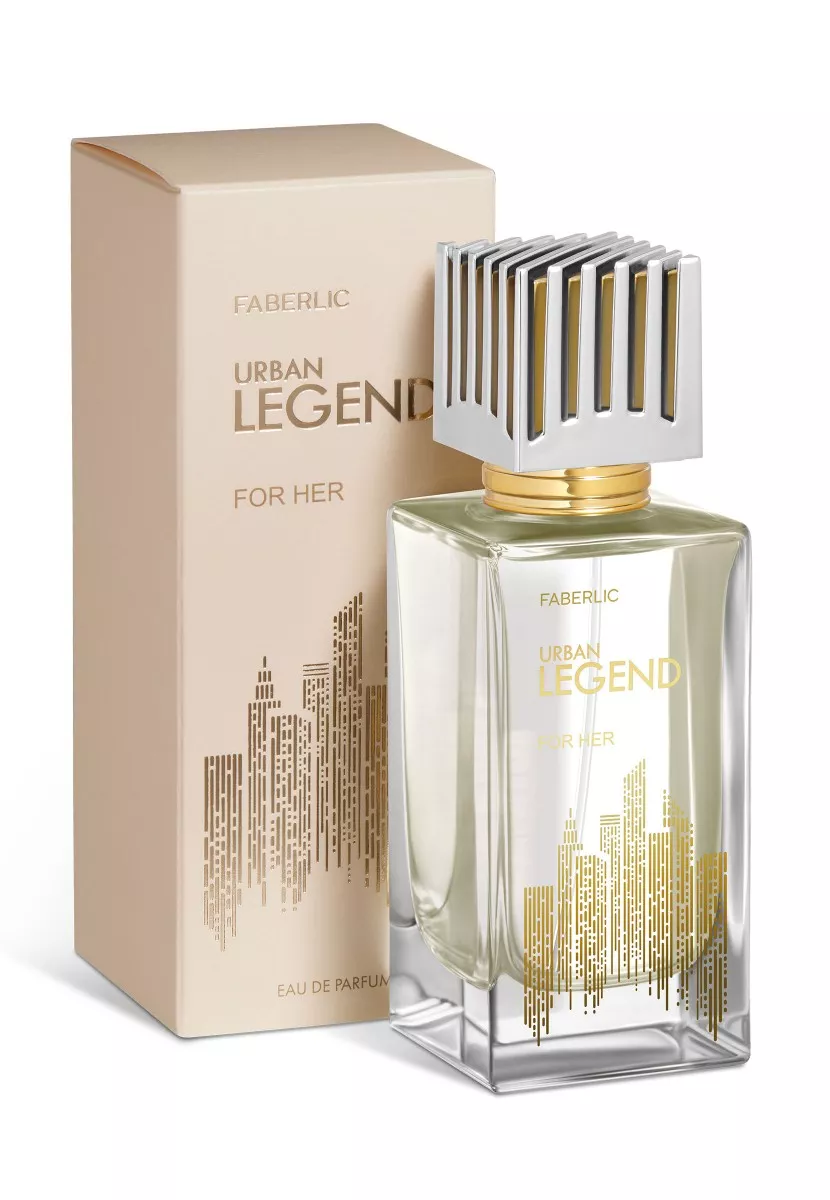 FABERLIC
URBAN
LEGEND
FOR HER
EAU DE PARFUM
FABERLIC
URBAN
LEGEND
FOR HER